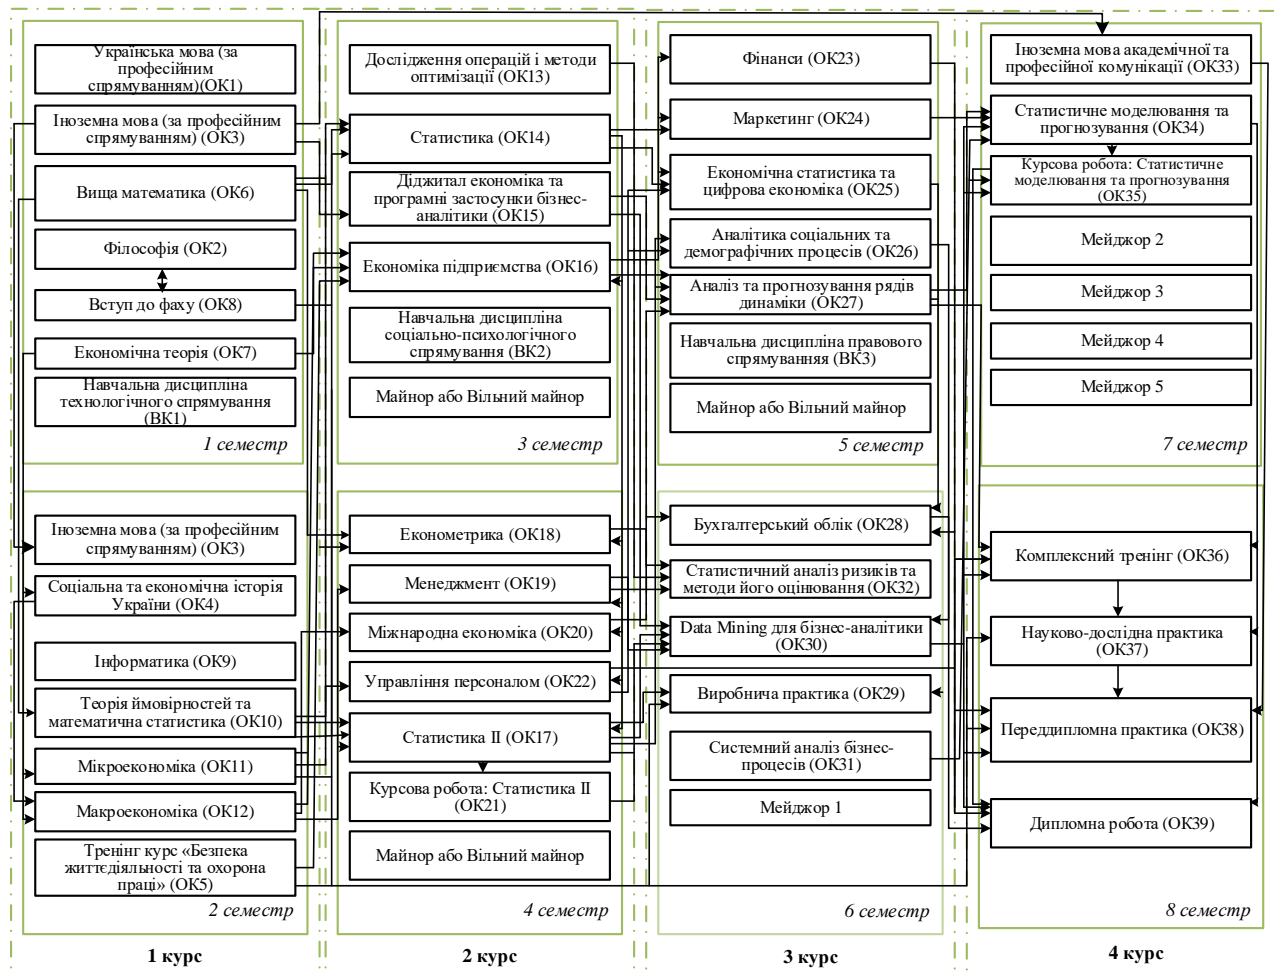 Українська мова (за
професійним
спрямуванням)(ОК1)
Іноземна мова (за професійним
спрямуванням) (ОК3)
Вища математика (ОК6)
Філософія (ОК2)
Вступ до фаху (ОК8)
Економічна теорія (ОК7)
Навчальна дисципліна
технологічного спрямування
(ВК1)
1 семестр
Іноземна мова (за професійним
спрямуванням) (ОК3)
Соціальна та економічна історія
України (ОК4)
Інформатика (ОК9)
Теорія ймовірностей та
математична статистика (ОК10)
Мікроекономіка (ОК11)
Макроекономіка (ОК12)
Тренінг курс «Безпека
життєдіяльності та охорона
праці» (ОК5)
2 семестр
1 курс
Дослідження операцій і методи
оптимізації (ОК13)
Статистика (ОК14)
Діджитал економіка та
програмні застосунки бізнес-
аналітики (ОК15)
Економіка підприємства (ОК16)
Навчальна дисципліна
соціально-психологічного
спрямування (ВК2)
Майнор або Вільний майнор
3 семестр
Економетрика (ОК18)
Менеджмент (ОК19)
Міжнародна економіка (ОК20)
Управління персоналом (ОК22)
Статистика ІІ (ОК17)
Курсова робота: Статистика ІІ
(ОК21)
Майнор або Вільний майнор
4 семестр
2 курс
Фінанси (ОК23)
Маркетинг (ОК24)
Економічна статистика та
цифрова економіка (ОК25)
Аналітика соціальних та
демографічних процесів (ОК26)
Аналіз та прогнозування рядів
динаміки (ОК27)
Навчальна дисципліна правового
спрямуванняя (ВК3)
Майнор або Вільний майнор
5 семестр
Бухгалтерський облік (ОК28)
Статистичний аналіз ризиків та
методи його оцінювання (ОК32)
Data Mining для бізнес-аналітики
(ОК30)
Виробнича практика (ОК29)
Системний аналіз бізнес-
процесів (ОК31)
Мейджор 1
6 семестр
3 курс
Іноземна мова академічної та
професійної комунікації (ОК33)
Статистичне моделювання та
прогнозування (ОК34)
Курсова робота: Статистичне
моделювання та прогнозування
(ОК35)
Мейджор 2
Мейджор 3
Мейджор 4
Мейджор 5
7 семестр
Комплексний тренінг (ОК36)
Науково-дослідна практика
(ОК37)
Переддипломна практика (ОК38)
Дипломна робота (ОК39)
8 семестр
4 курс